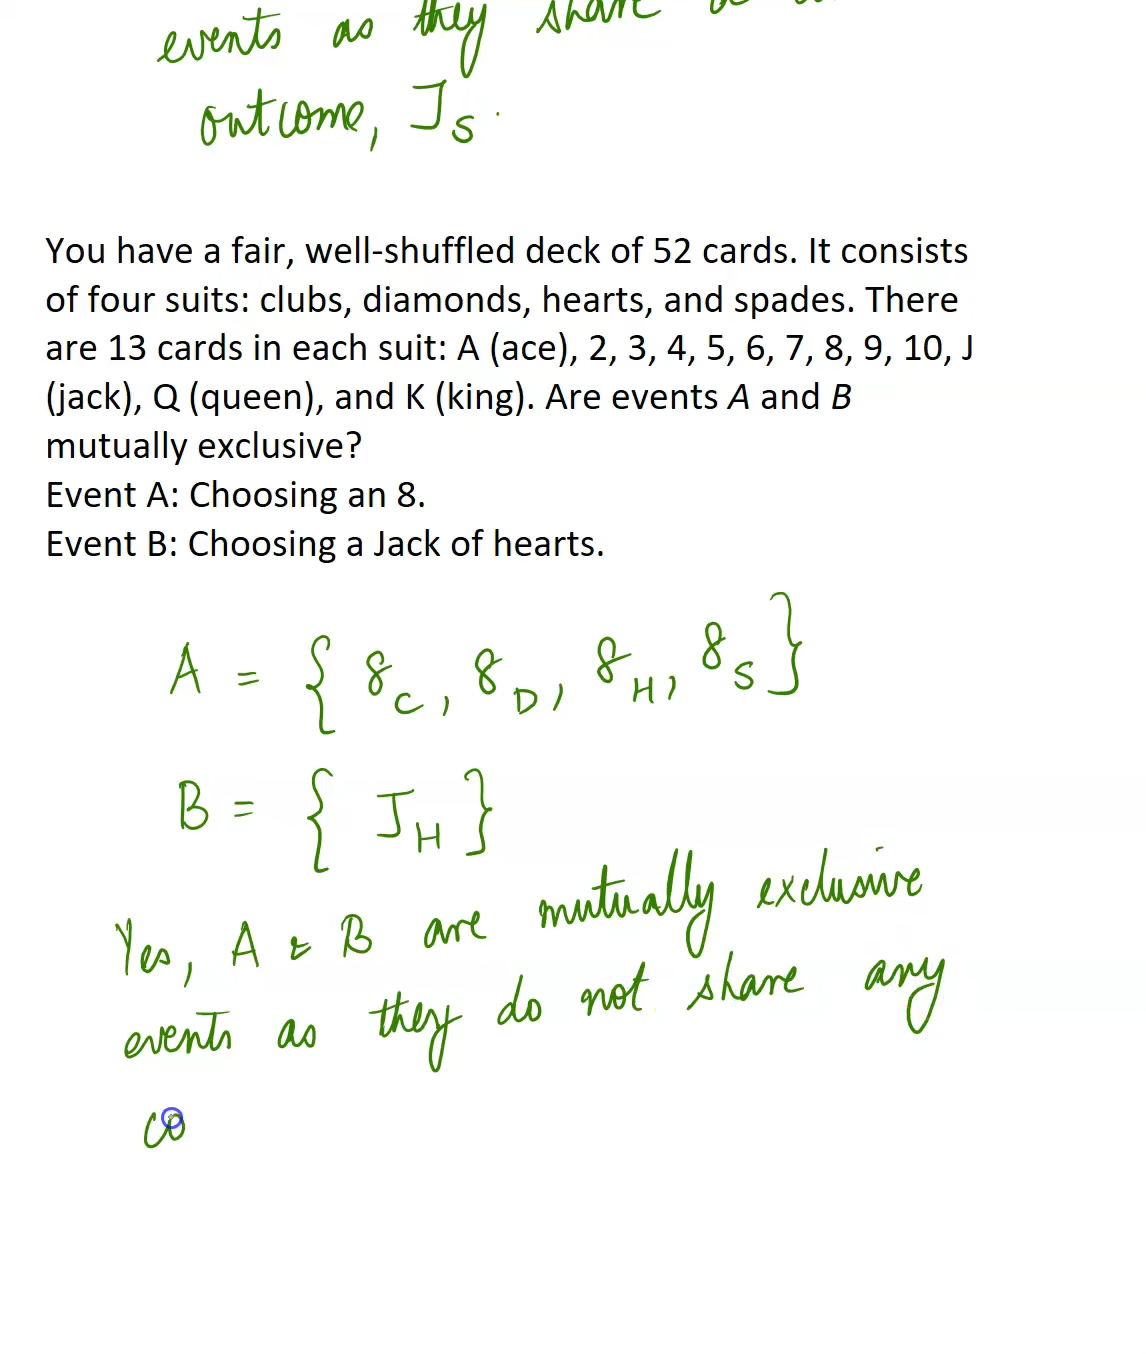 events as they share
outcome, J_S.
You have a fair, well-shuffled deck of 52 cards. It consists
of four suits: clubs, diamonds, hearts, and spades. There
are 13 cards in each suit: A (ace), 2, 3, 4, 5, 6, 7, 8, 9, 10, J
(jack), Q (queen), and K (king). Are events A and B
mutually exclusive?
Event A: Choosing an 8.
Event B: Choosing a Jack of hearts.
A = { 8_C, 8_D, 8_H, 8_S }
B = { J_H }
Yes, A & B are mutually exclusive
events as they do not share any
co